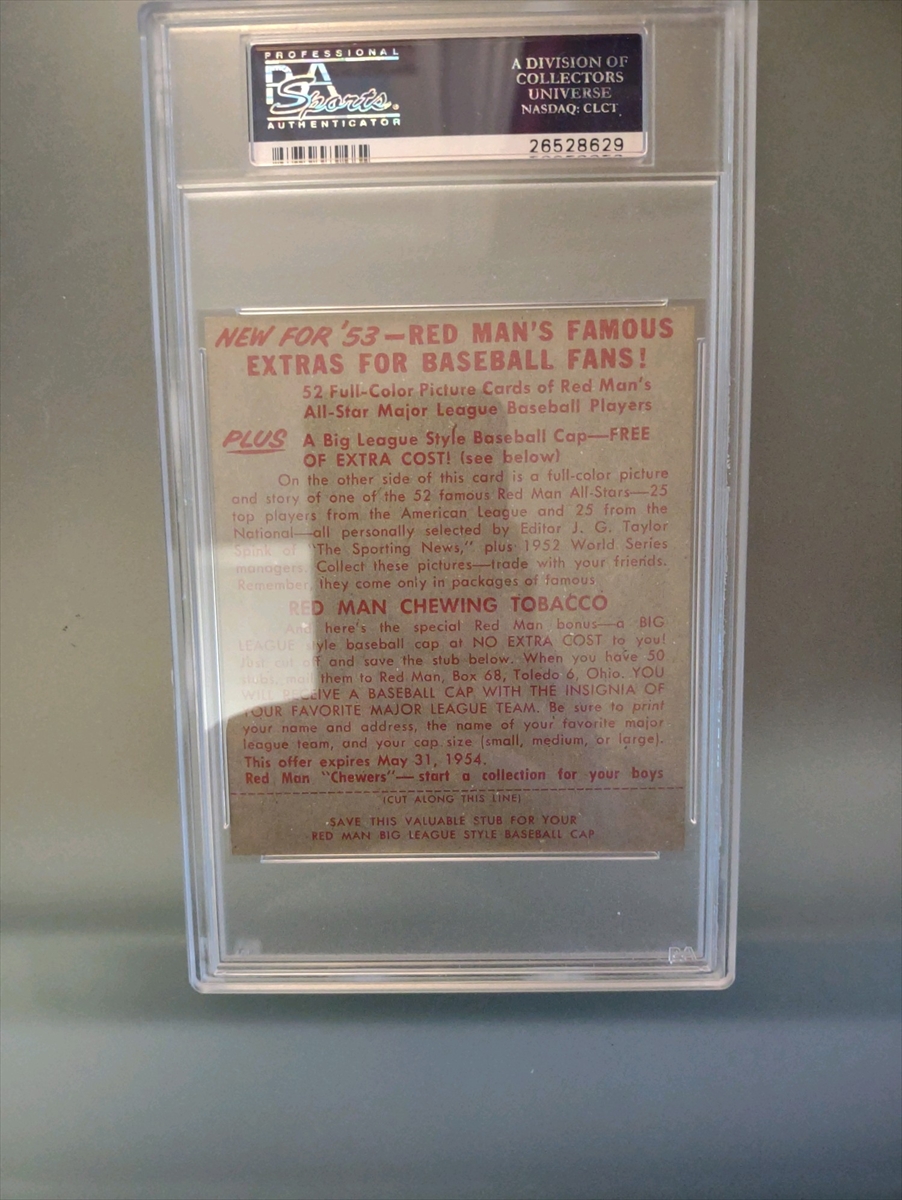 PROFESSIONAL
PSA
Sports
AUTHENTICATOR
A DIVISION OF
COLLECTORS
UNIVERSE
NASDAQ: CLCT
26528629
NEW FOR '53—RED MAN'S FAMOUS
EXTRAS FOR BASEBALL FANS!
52 Full-Color Picture Cards of Red Man's
All-Star Major League Baseball Players
PLUS A Big League Style Baseball Cap—FREE
OF EXTRA COST! (see below)
On the other side of this card is a full-color picture
and story of one of the 52 famous Red Man All-Stars—25
top players from the American League and 25 from the
National—all personally selected by Editor J. G. Taylor
Spink of "The Sporting News," plus 1952 World Series
managers. Collect these pictures—trade with your friends.
Remember, they come only in packages of famous
RED MAN CHEWING TOBACCO
And here's the special Red Man bonus—a BIG
LEAGUE style baseball cap at NO EXTRA COST to you!
Just cut off and save the stub below. When you have 50
stubs, mail them to Red Man, Box 68, Toledo 6, Ohio. YOU
WILL RECEIVE A BASEBALL CAP WITH THE INSIGNIA OF
YOUR FAVORITE MAJOR LEAGUE TEAM. Be sure to print
your name and address, the name of your favorite major
league team, and your cap size (small, medium, or large).
This offer expires May 31, 1954.
Red Man "Chewers"—start a collection for your boys
(CUT ALONG THIS LINE)
SAVE THIS VALUABLE STUB FOR YOUR
RED MAN BIG LEAGUE STYLE BASEBALL CAP
PSA